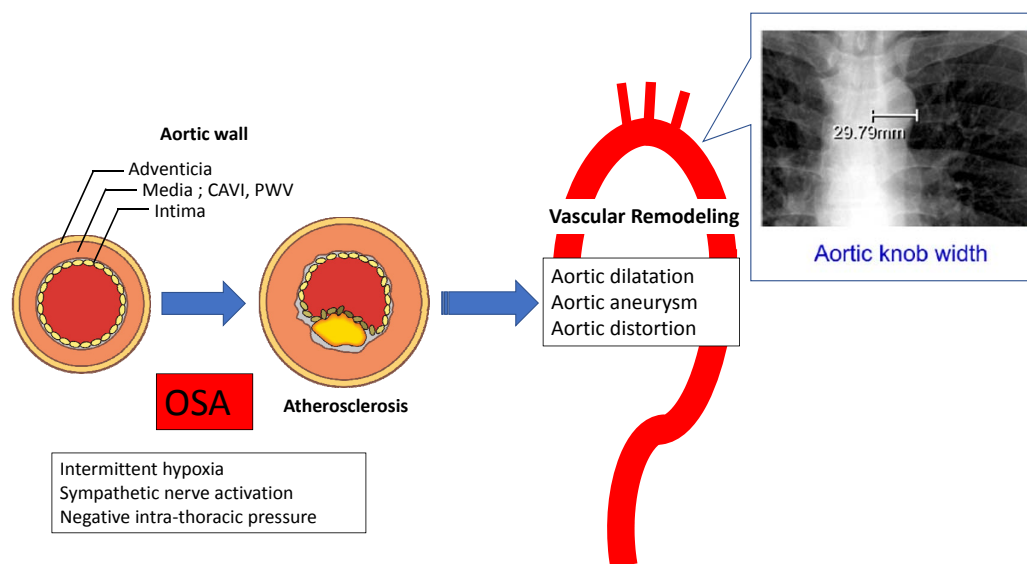 Aortic wall
Adventicia
Media ; CAVI, PWV
Intima
OSA
Atherosclerosis
Intermittent hypoxia
Sympathetic nerve activation
Negative intra-thoracic pressure
Vascular Remodeling
Aortic dilatation
Aortic aneurysm
Aortic distortion
29.79mm
Aortic knob width